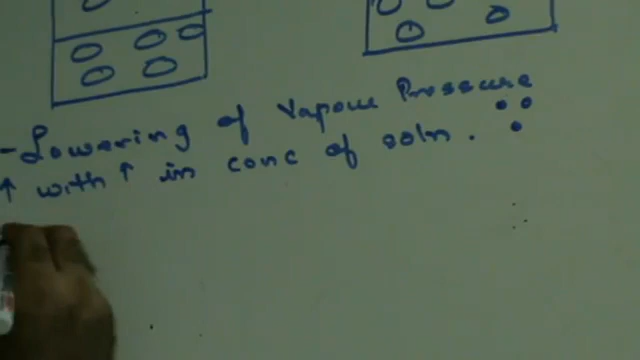 - Lowering of Vapour Pressure
↑ with ↑ in conc of soln. ∵